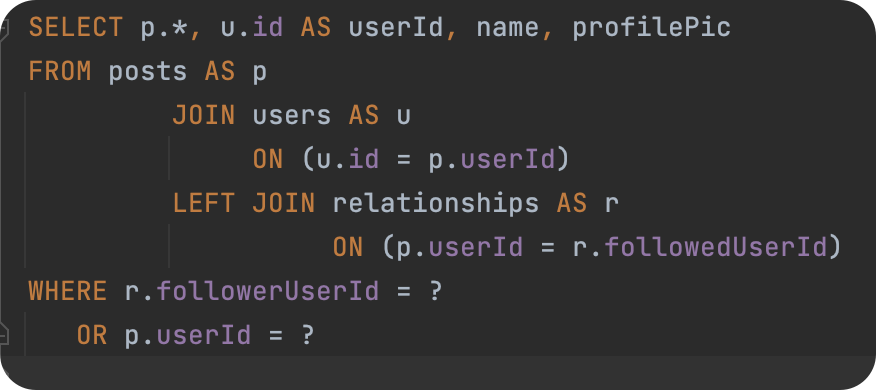 SELECT p.*, u.id AS userId, name, profilePic
FROM posts AS p
JOIN users AS u
ON (u.id = p.userId)
LEFT JOIN relationships AS r
ON (p.userId = r.followedUserId)
WHERE r.followerUserId = ?
OR p.userId = ?